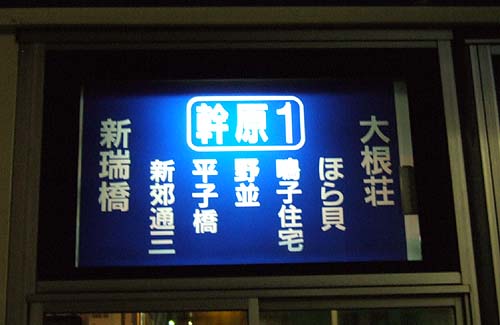 幹原1
大根荘
ほら貝
鳴子住宅
野並
平子橋
新郊通三
新瑞橋